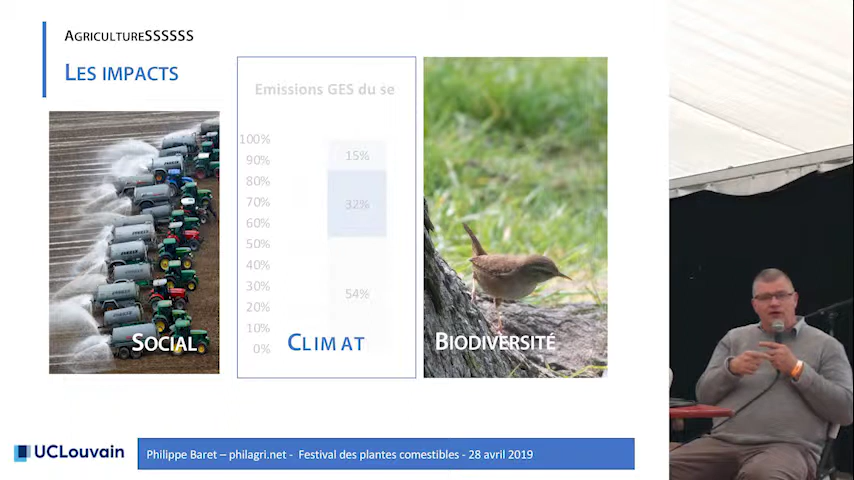 AgricultureSSSSSS
Les impacts
Emissions GES du se
100%
90%
80%
70%
60%
50%
40%
30%
20%
10%
0%
15%
32%
54%
Social
Climat
Biodiversité
UCLouvain
Philippe Baret – philagri.net - Festival des plantes comestibles - 28 avril 2019